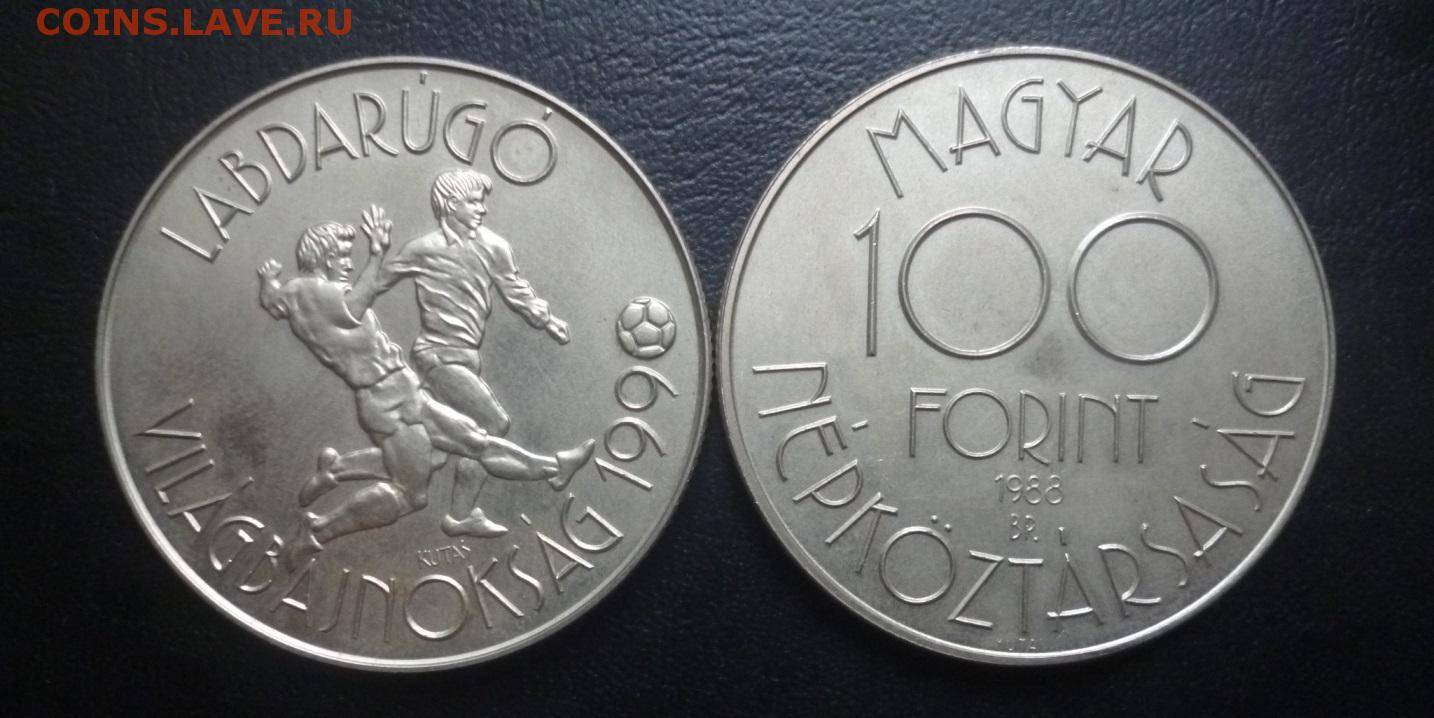 COINS.LAVE.RU
LABDARÚGÓ
VILÁGBAJNOKSÁG 1990
KUTAS
MAGYAR
100
FORINT
1988
BP.
NÉPKÖZTÁRSASÁG